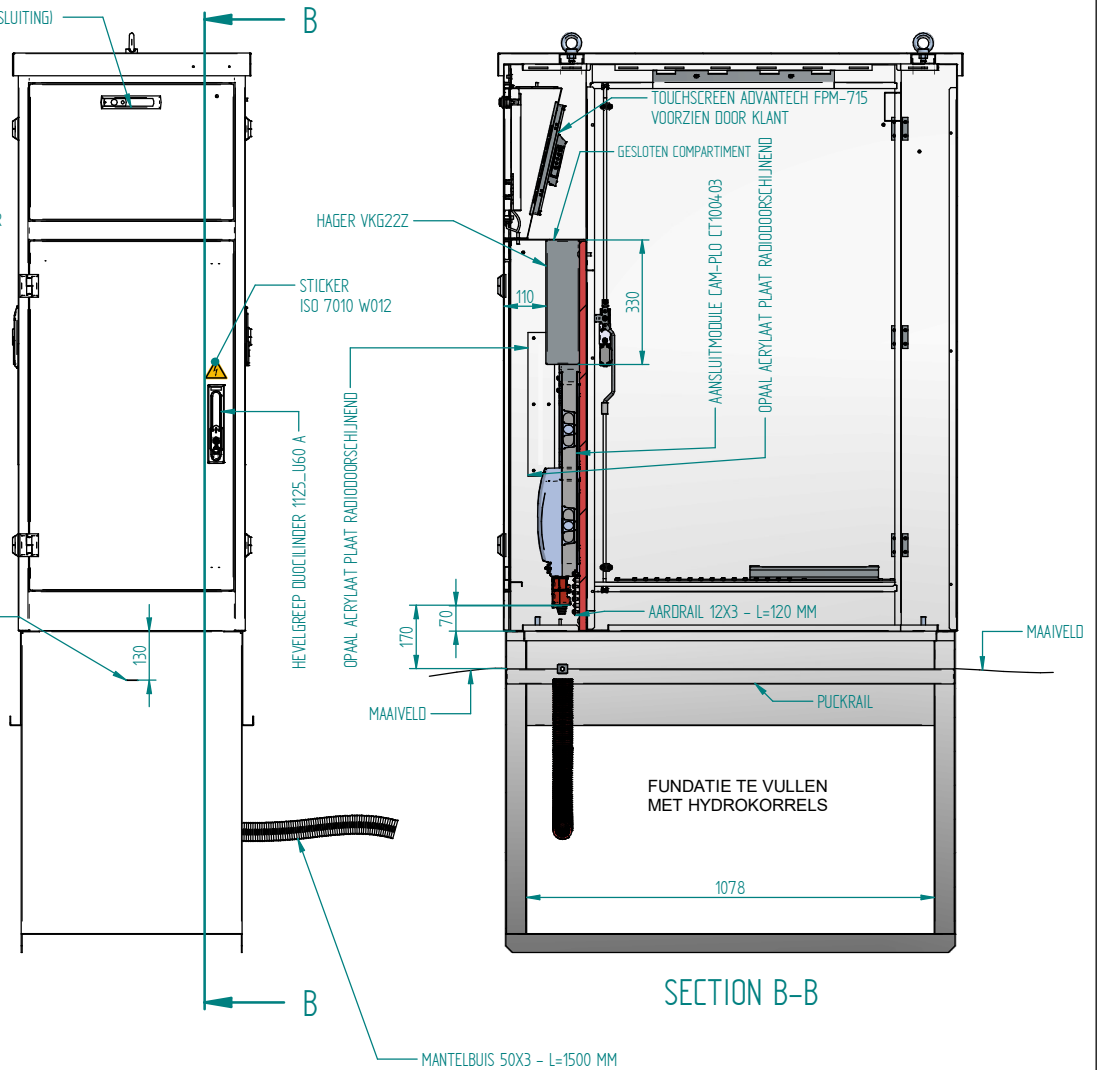 SLUITING)
B
TOUCHSCREEN ADVANTECH FPM-715
VOORZIEN DOOR KLANT
GESLOTEN COMPARTIMENT
R
HAGER VKG22Z
STICKER
ISO 7010 W012
110
330
AANSLUITMODULE CAM-PLO CT100403
OPAAL ACRYLAAT PLAAT RADIODOORSCHIJNEND
HEVELGREEP DUOCILINDER 1125_U60 A
OPAAL ACRYLAAT PLAAT RADIODOORSCHIJNEND
AARDRAIL 12X3 - L=120 MM
70
170
130
MAAIVELD
MAAIVELD
PUCKRAIL
FUNDATIE TE VULLEN
MET HYDROKORRELS
1078
SECTION B-B
B
MANTELBUIS 50X3 - L=1500 MM